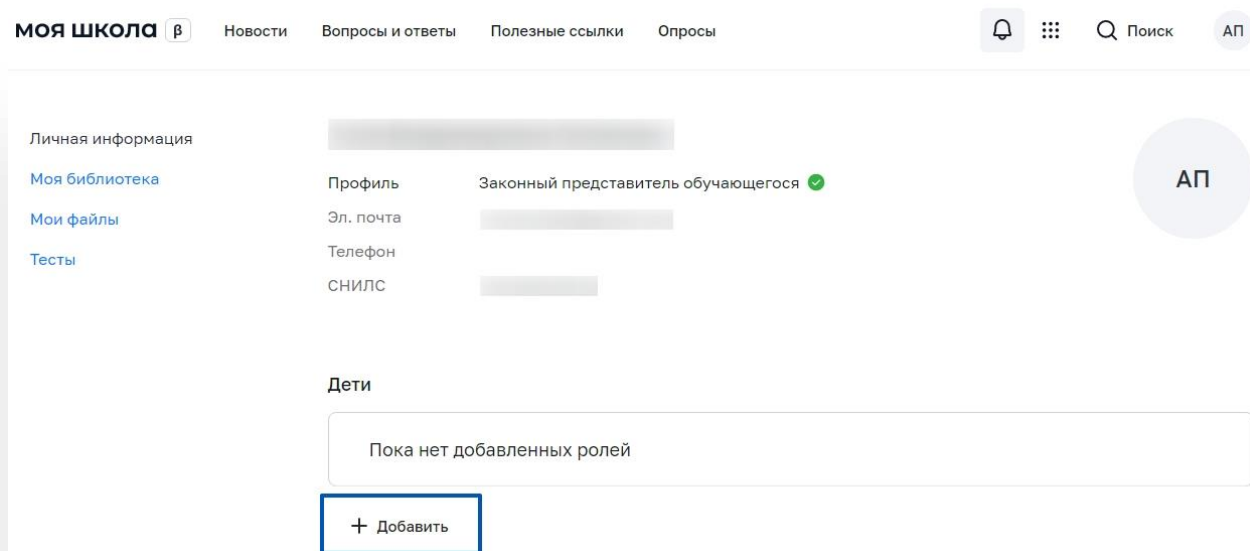 моя школа β Новости Вопросы и ответы Полезные ссылки Опросы Поиск АП
Личная информация
Моя библиотека
Мои файлы
Тесты
Профиль Законный представитель обучающегося
Эл. почта
Телефон
СНИЛС
АП
Дети
Пока нет добавленных ролей
+ Добавить